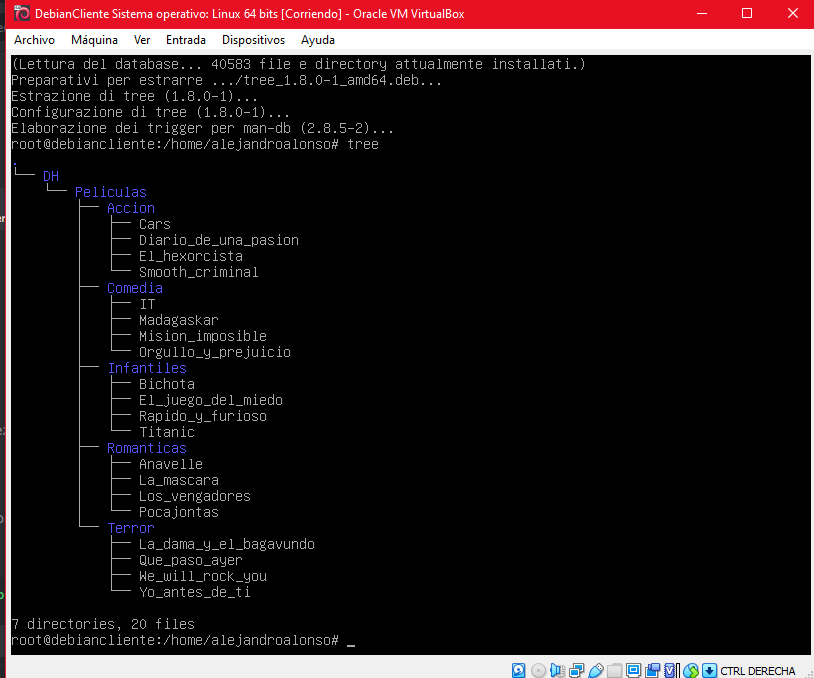 DebianCliente Sistema operativo: Linux 64 bits [Corriendo] - Oracle VM VirtualBox
Archivo Máquina Ver Entrada Dispositivos Ayuda
(Lettura del database... 40583 file e directory attualmente installati.)
Preparativi per estrarre .../tree_1.8.0-1_amd64.deb...
Estrazione di tree (1.8.0-1)...
Configurazione di tree (1.8.0-1)...
Elaborazione dei trigger per man-db (2.8.5-2)...
root@debiancliente:/home/alejandroalonso# tree
.
└── DH
    └── Peliculas
        ├── Accion
        │   ├── Cars
        │   ├── Diario_de_una_pasion
        │   ├── El_hexorcista
        │   └── Smooth_criminal
        ├── Comedia
        │   ├── IT
        │   ├── Madagaskar
        │   ├── Mision_imposible
        │   └── Orgullo_y_prejuicio
        ├── Infantiles
        │   ├── Bichota
        │   ├── El_juego_del_miedo
        │   ├── Rapido_y_furioso
        │   └── Titanic
        ├── Romanticas
        │   ├── Anavelle
        │   ├── La_mascara
        │   ├── Los_vengadores
        │   └── Pocajontas
        └── Terror
            ├── La_dama_y_el_bagavundo
            ├── Que_paso_ayer
            ├── We_will_rock_you
            └── Yo_antes_de_ti
7 directories, 20 files
root@debiancliente:/home/alejandroalonso# _
CTRL DERECHA